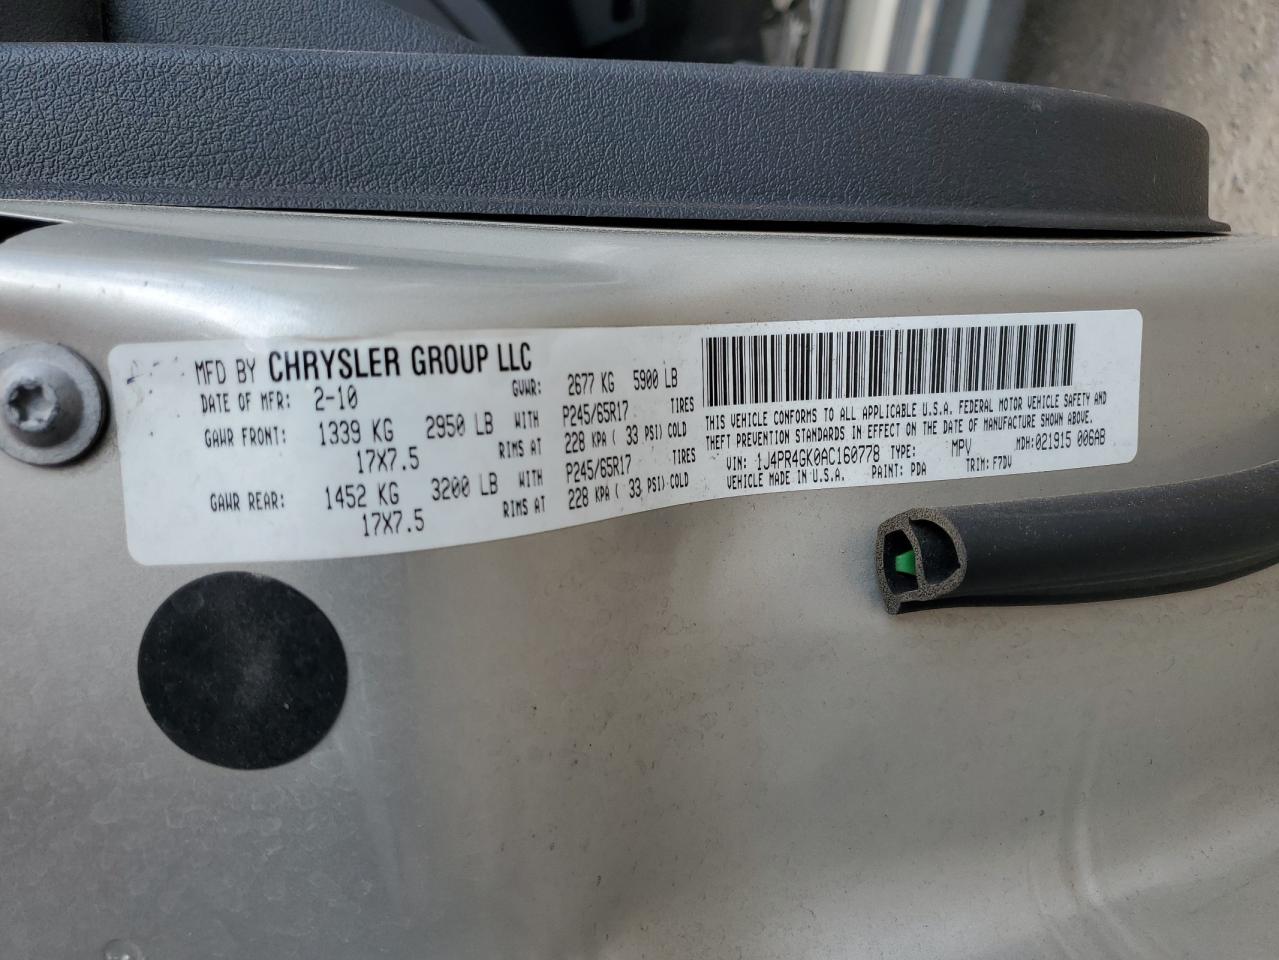 MFD BY CHRYSLER GROUP LLC
DATE OF MFR: 2-10 GVWR: 2677 KG 5900 LB
GAWR FRONT: 1339 KG 2950 LB WITH P245/65R17 TIRES
17X7.5 RIMS AT 228 KPA ( 33 PSI) COLD
GAWR REAR: 1452 KG 3200 LB WITH P245/65R17 TIRES
17X7.5 RIMS AT 228 KPA ( 33 PSI) COLD
THIS VEHICLE CONFORMS TO ALL APPLICABLE U.S.A. FEDERAL MOTOR VEHICLE SAFETY AND
THEFT PREVENTION STANDARDS IN EFFECT ON THE DATE OF MANUFACTURE SHOWN ABOVE.
VIN: 1J4PR4GK0AC160778 TYPE: MPV MDH:021915 006AB
VEHICLE MADE IN U.S.A. PAINT: PDA TRIM: F7DV